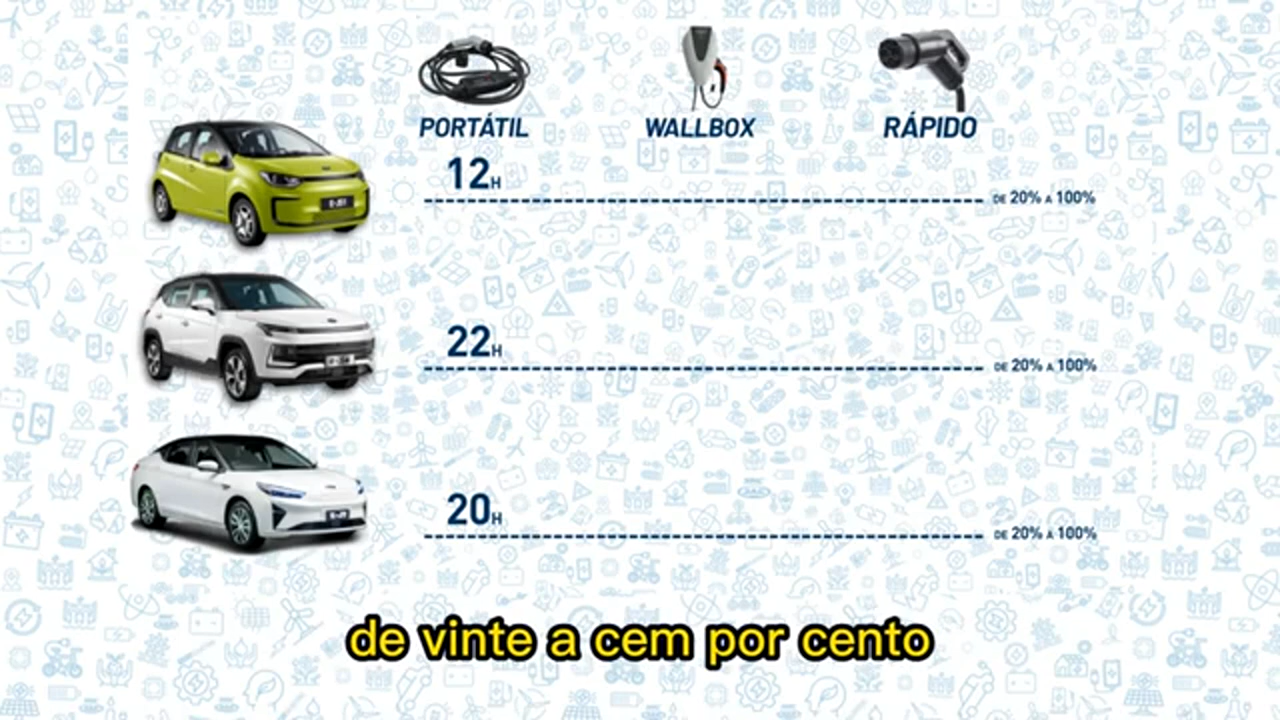 PORTÁTIL WALLBOX RÁPIDO
12H
DE 20% A 100%
22H
DE 20% A 100%
20H
DE 20% A 100%
de vinte a cem por cento